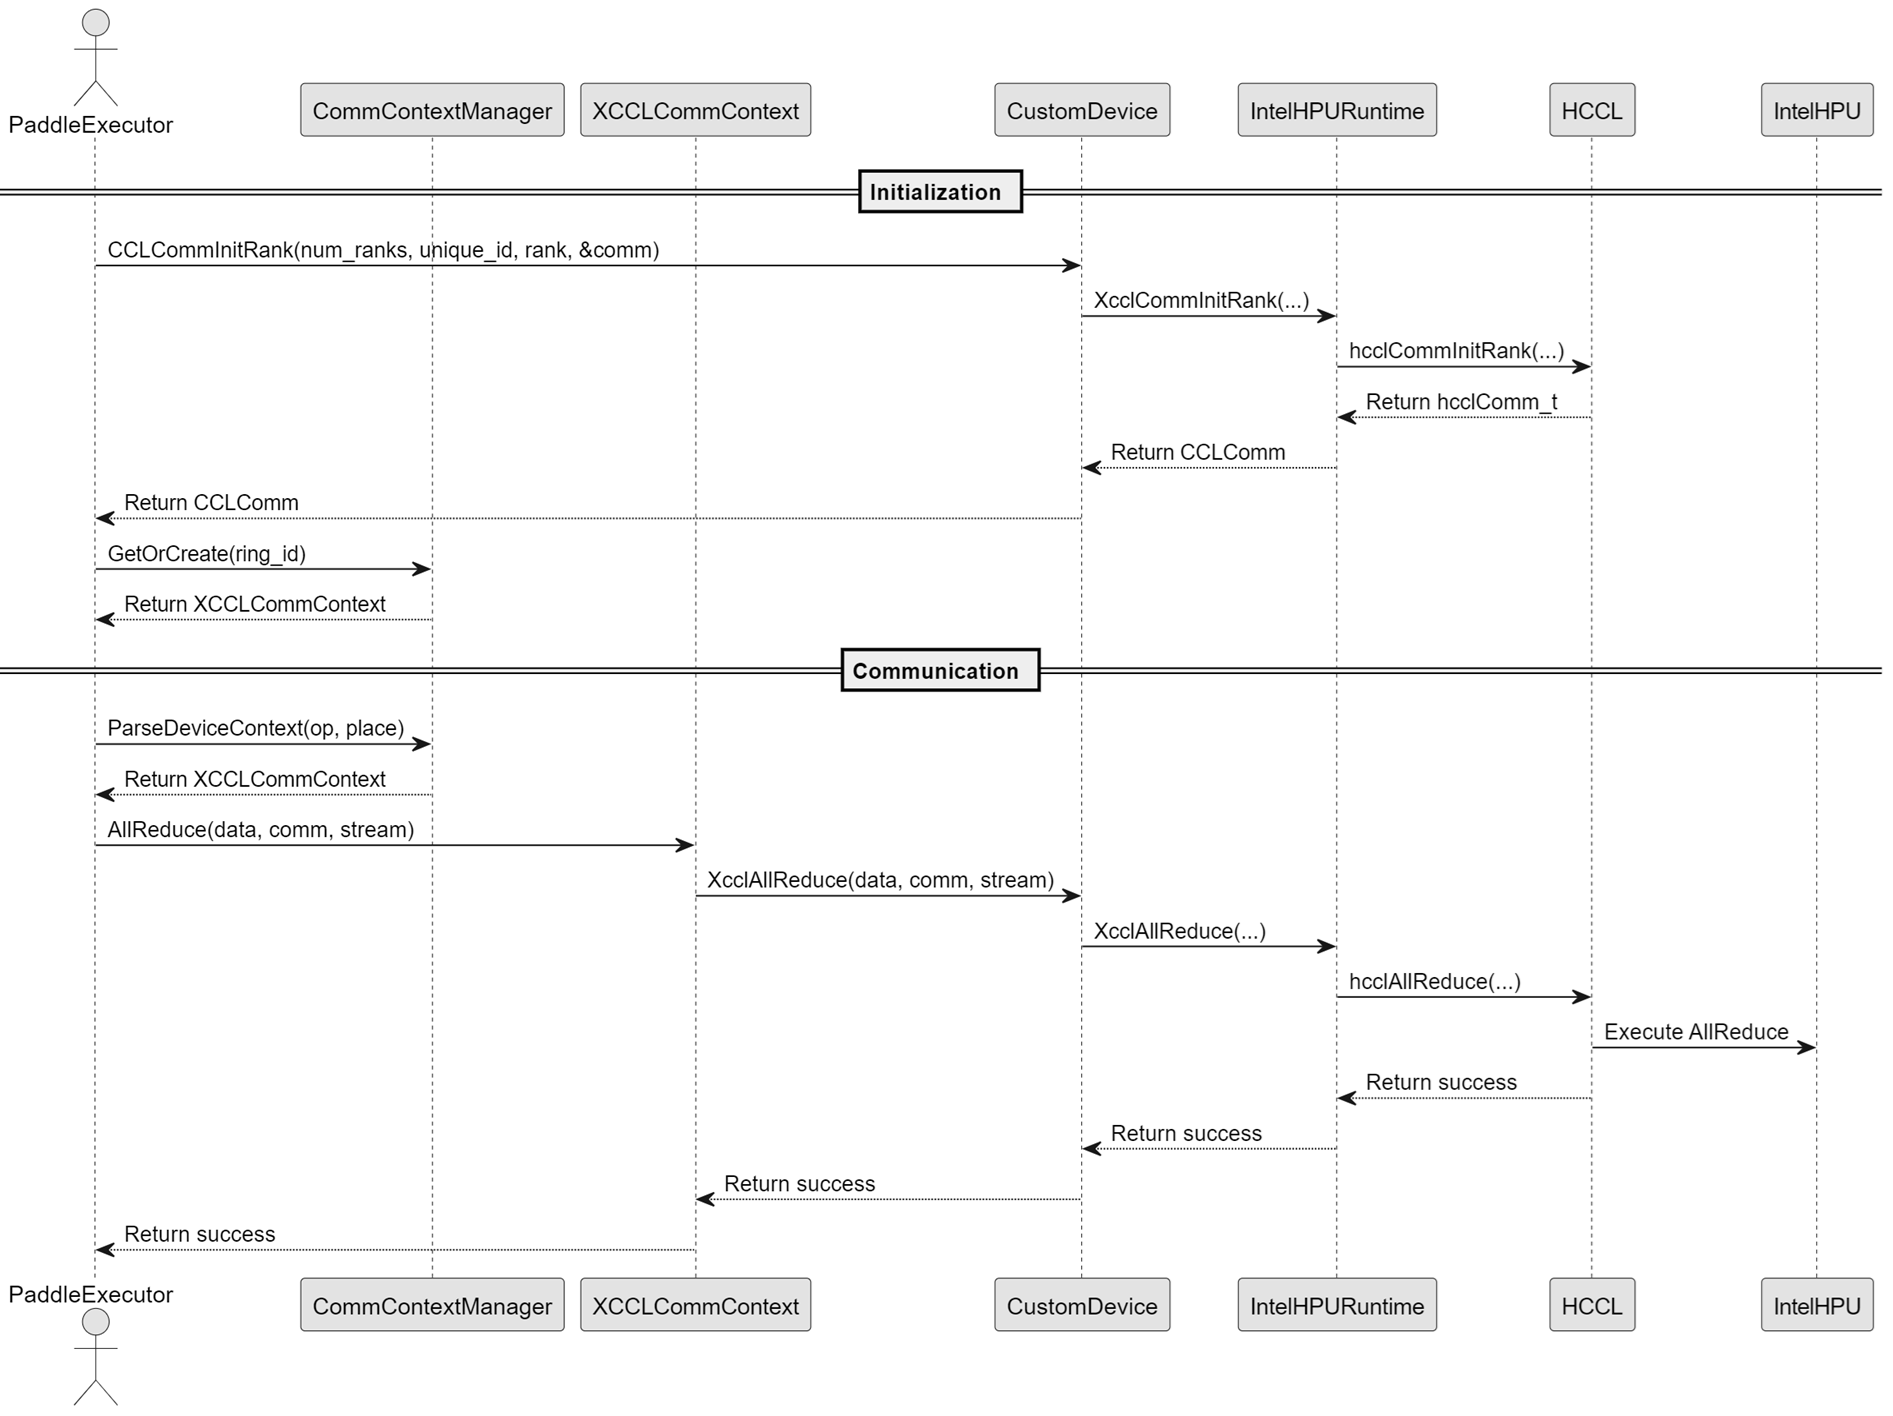 PaddleExecutor
CommContextManager
XCCLCommContext
CustomDevice
IntelHPURuntime
HCCL
IntelHPU
Initialization
CCLCommInitRank(num_ranks, unique_id, rank, &comm)
XcclCommInitRank(...)
hcclCommInitRank(...)
Return hcclComm_t
Return CCLComm
Return CCLComm
GetOrCreate(ring_id)
Return XCCLCommContext
Communication
ParseDeviceContext(op, place)
Return XCCLCommContext
AllReduce(data, comm, stream)
XcclAllReduce(data, comm, stream)
XcclAllReduce(...)
hcclAllReduce(...)
Execute AllReduce
Return success
Return success
Return success
Return success
PaddleExecutor
CommContextManager
XCCLCommContext
CustomDevice
IntelHPURuntime
HCCL
IntelHPU